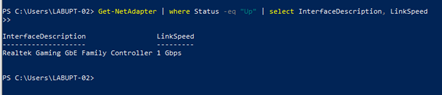 PS C:\Users\LABUPT-02> Get-NetAdapter | where Status -eq "Up" | select InterfaceDescription, LinkSpeed
>>
InterfaceDescription LinkSpeed
-------------------- ---------
Realtek Gaming GbE Family Controller 1 Gbps
PS C:\Users\LABUPT-02>